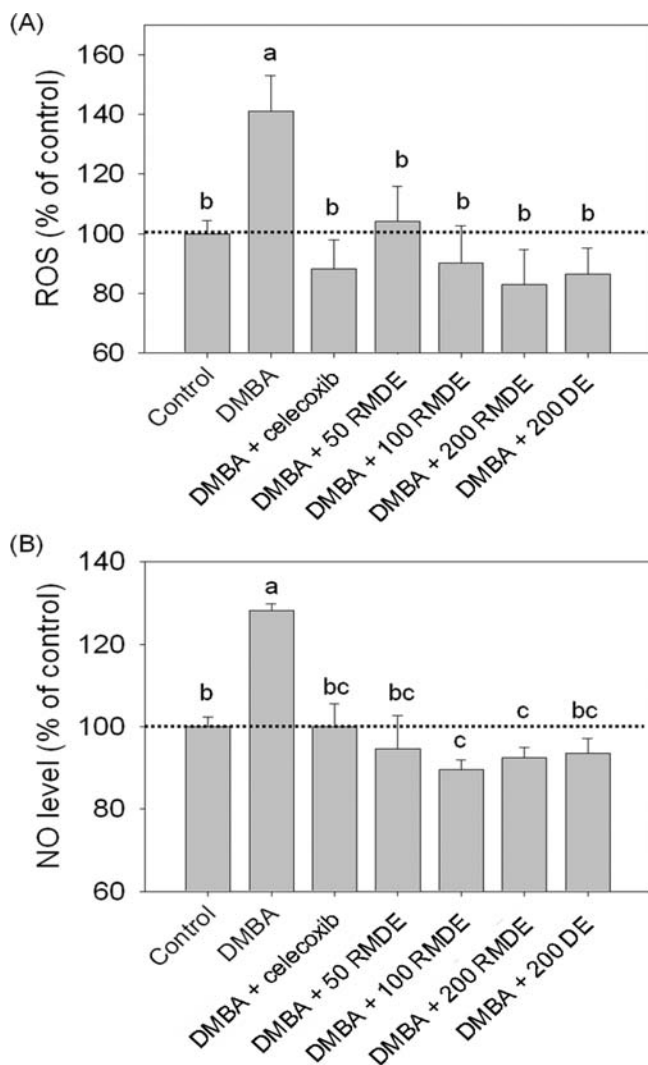 (A)
ROS (% of control)
160
140
120
100
80
60
b
a
b
b
b
b
b
Control
DMBA
DMBA + celecoxib
DMBA + 50 RMDE
DMBA + 100 RMDE
DMBA + 200 RMDE
DMBA + 200 DE
(B)
NO level (% of control)
140
120
100
80
60
b
a
bc
bc
c
c
bc
Control
DMBA
DMBA + celecoxib
DMBA + 50 RMDE
DMBA + 100 RMDE
DMBA + 200 RMDE
DMBA + 200 DE